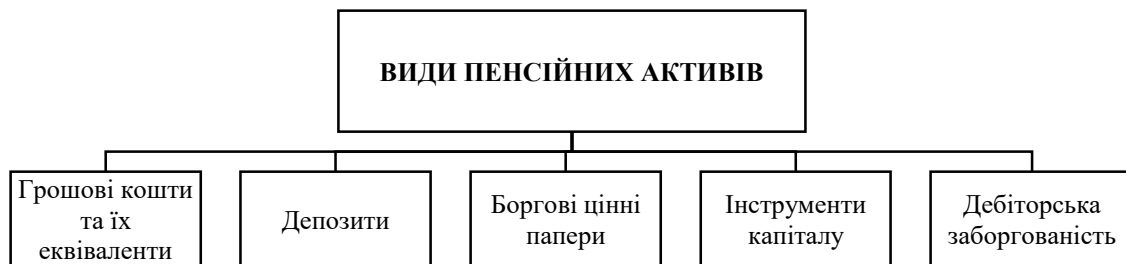 ВИДИ ПЕНСІЙНИХ АКТИВІВ
Грошові кошти
та їх
еквіваленти
Депозити
Боргові цінні
папери
Інструменти
капіталу
Дебіторська
заборгованість